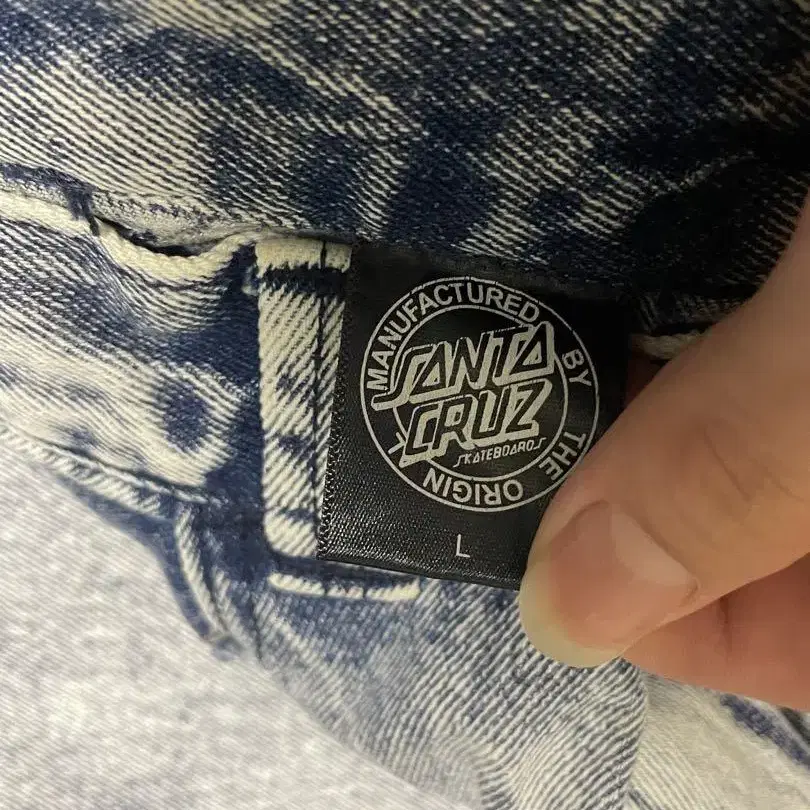 MANUFACTURED BY THE ORIGIN
SANTA
CRUZ
SKATEBOARDS
L